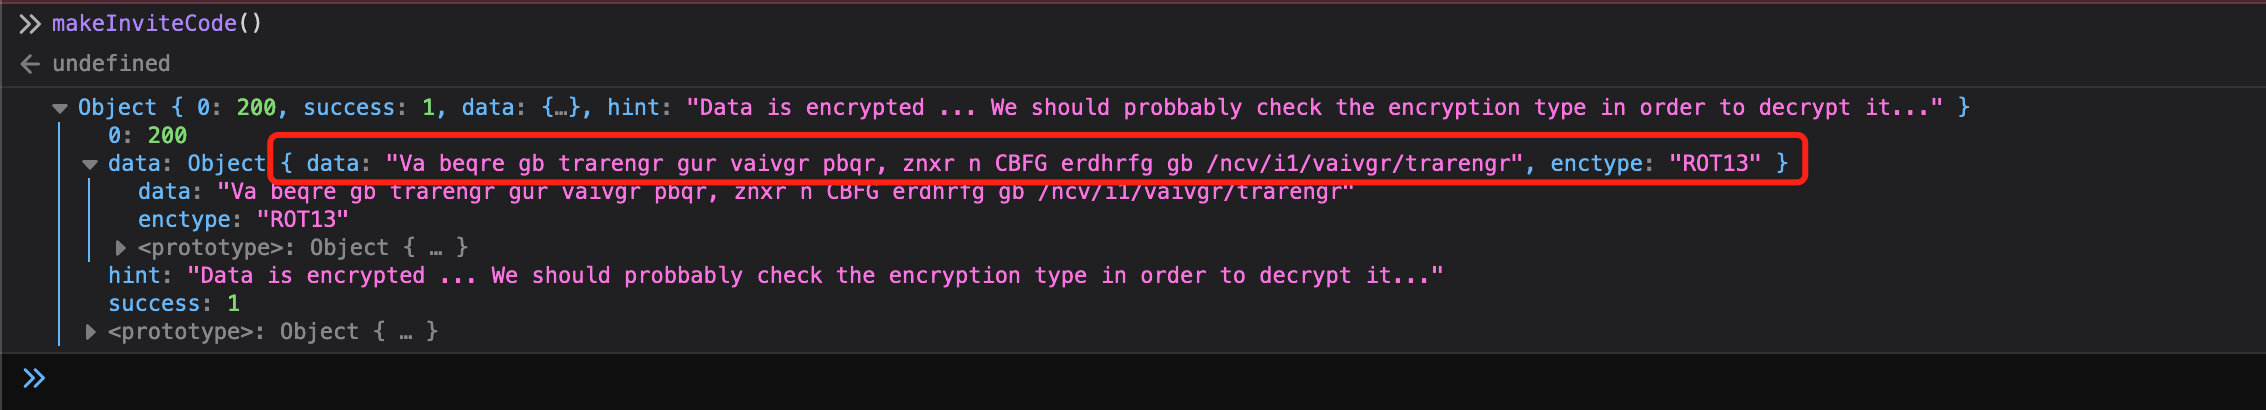 makeInviteCode()
undefined
Object { 0: 200, success: 1, data: {…}, hint: "Data is encrypted ... We should probbably check the encryption type in order to decrypt it..." }
0: 200
data: Object { data: "Va beqre gb trarengr gur vaivgr pbqr, znxr n CBFG erdhrfg gb /ncv/i1/vaivgr/trarengr", enctype: "ROT13" }
data: "Va beqre gb trarengr gur vaivgr pbqr, znxr n CBFG erdhrfg gb /ncv/i1/vaivgr/trarengr"
enctype: "ROT13"
<prototype>: Object { … }
hint: "Data is encrypted ... We should probbably check the encryption type in order to decrypt it..."
success: 1
<prototype>: Object { … }